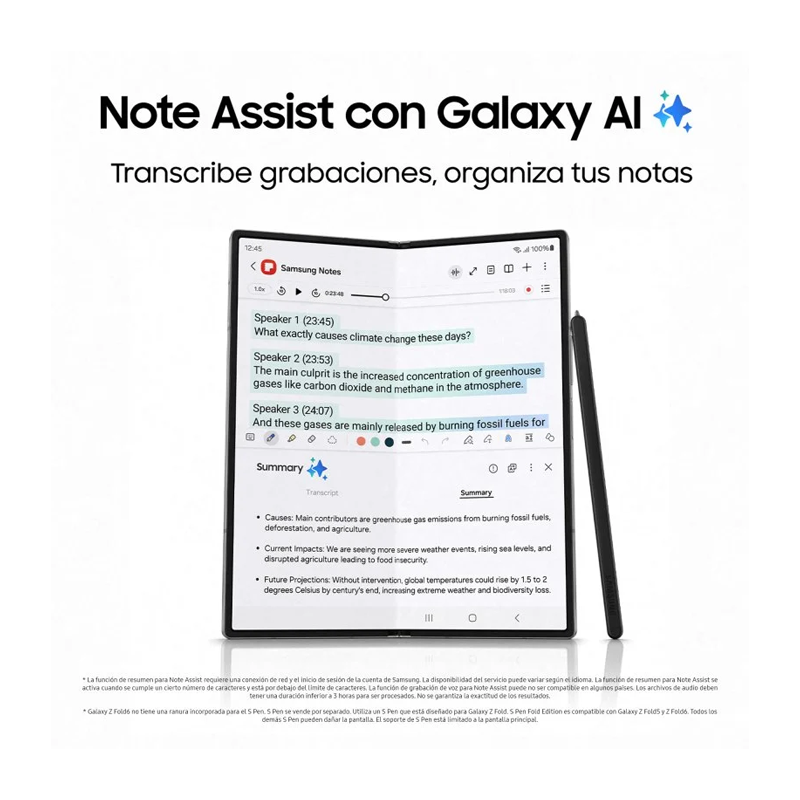 Note Assist con Galaxy AI
Transcribe grabaciones, organiza tus notas
12:45
100%
Samsung Notes
1.0x
0:23:48
1:18:03
Speaker 1 (23:45)
What exactly causes climate change these days?
Speaker 2 (23:53)
The main culprit is the increased concentration of greenhouse
gases like carbon dioxide and methane in the atmosphere.
Speaker 3 (24:07)
And these gases are mainly released by burning fossil fuels for
Summary
Transcript
Summary
• Causes: Main contributors are greenhouse gas emissions from burning fossil fuels,
deforestation, and agriculture.
• Current Impacts: We are seeing more severe weather events, rising sea levels, and
disrupted agriculture leading to food insecurity.
• Future Projections: Without intervention, global temperatures could rise by 1.5 to 2
degrees Celsius by century's end, increasing extreme weather and biodiversity loss.
* La función de resumen para Note Assist requiere una conexión de red y el inicio de sesión de la cuenta de Samsung. La disponibilidad del servicio puede variar según el idioma. La función de resumen para Note Assist se
activa cuando se cumple un cierto número de caracteres y está por debajo del límite de caracteres. La función de grabación de voz para Note Assist puede no ser compatible en algunos países. Los archivos de audio deben
tener una duración inferior a 3 horas para ser procesados. No se garantiza la exactitud de los resultados.
* Galaxy Z Fold6 no tiene una ranura incorporada para el S Pen. S Pen se vende por separado. Utiliza un S Pen que está diseñado para Galaxy Z Fold. S Pen Fold Edition es compatible con Galaxy Z Fold5 y Z Fold6. Todos los
demás S Pen pueden dañar la pantalla. El soporte de S Pen está limitado a la pantalla principal.